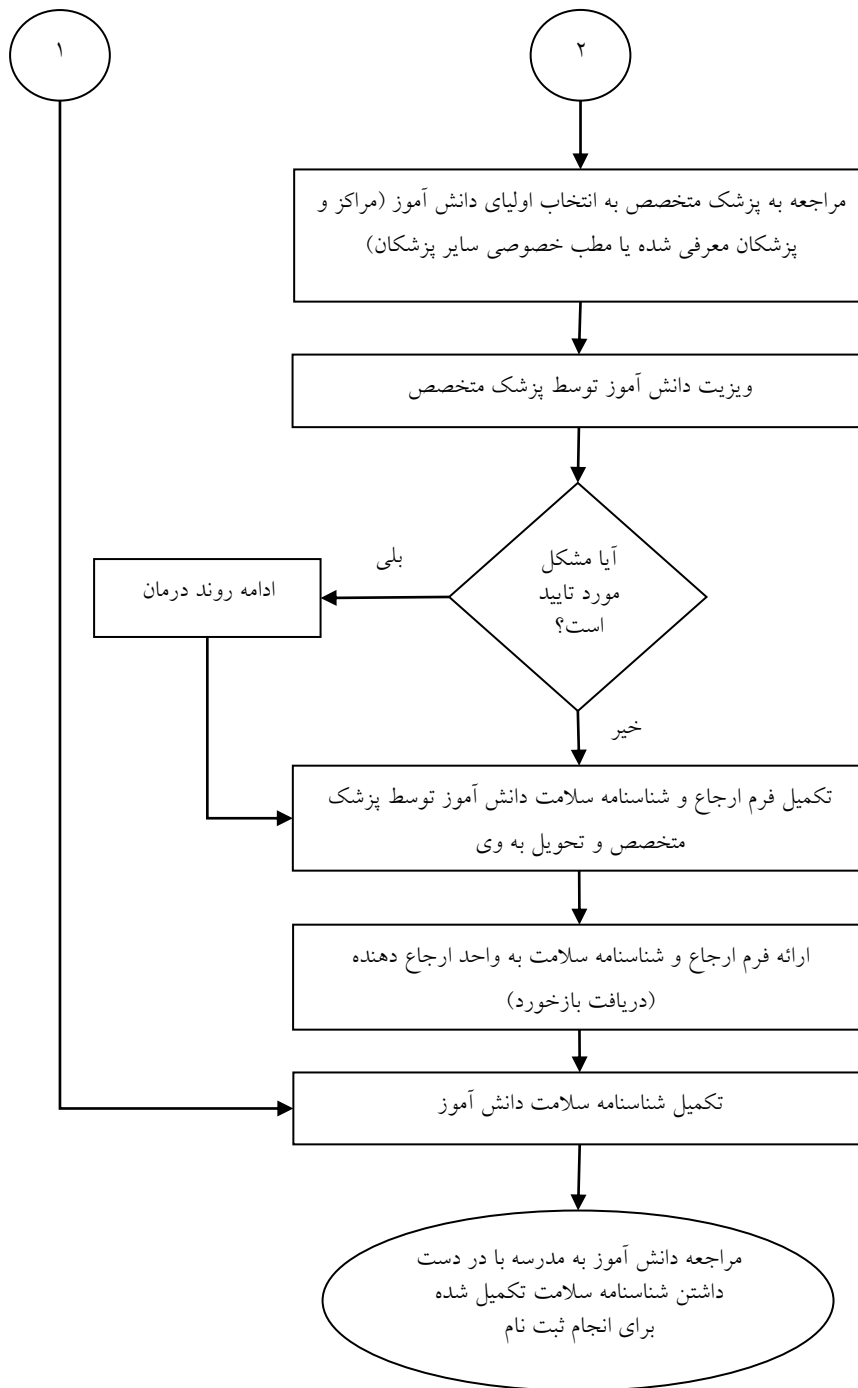 ۱
۲
مراجعه به پزشک متخصص به انتخاب اولیای دانش آموز (مراکز و
پزشکان معرفی شده یا مطب خصوصی سایر پزشکان)
ویزیت دانش آموز توسط پزشک متخصص
آیا مشکل
مورد تایید
است؟
بلی
ادامه روند درمان
خیر
تکمیل فرم ارجاع و شناسنامه سلامت دانش آموز توسط پزشک
متخصص و تحویل به وی
ارائه فرم ارجاع و شناسنامه سلامت به واحد ارجاع دهنده
(دریافت بازخورد)
تکمیل شناسنامه سلامت دانش آموز
مراجعه دانش آموز به مدرسه با در دست
داشتن شناسنامه سلامت تکمیل شده
برای انجام ثبت نام